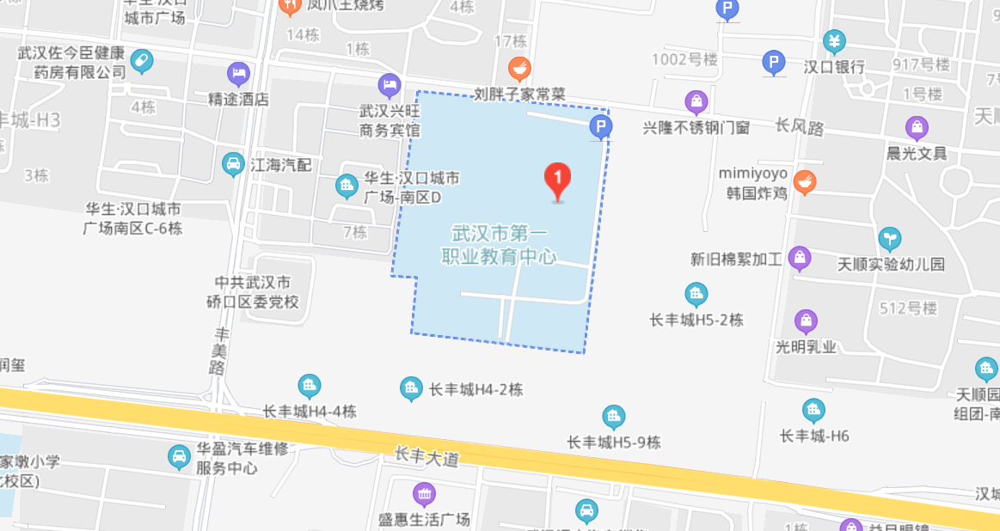 汉口·城市
城市广场
凤爪王烧烤
4栋
14栋
17栋
1栋
武汉佐今臣健康
药房有限公司
精途酒店
武汉兴旺
商务宾馆
刘胖子家常菜
1002号楼
汉口银行
917号楼
1号楼
4栋
丰城-H3
兴隆不锈钢门窗
长风路
晨光文具
3栋
江海汽配
华生·汉口城市
广场-南区D
1
mimiyoyo
韩国炸鸡
华生·汉口城市
广场南区C-6栋
7栋
武汉市第一
职业教育中心
新旧棉絮加工
天顺实验幼儿园
中共武汉市
硚口区委党校
长丰城H5-2栋
512号楼
丰美路
光明乳业
润玺
长丰城H4-4栋
长丰城H4-2栋
长丰城H5-9栋
长丰城-H6
天顺园
组团-南
长丰大道
华盈汽车维修
服务中心
家墩小学
北校区)
盛惠生活广场
汉城
1栋
益目眼镜
P
P
P